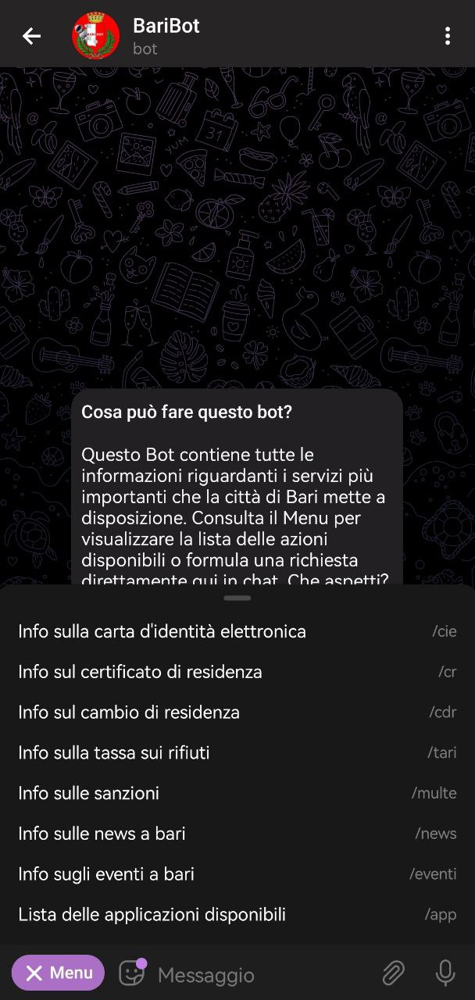 BariBot
bot
31
YUM
Cosa può fare questo bot?
Questo Bot contiene tutte le
informazioni riguardanti i servizi più
importanti che la città di Bari mette a
disposizione. Consulta il Menu per
visualizzare la lista delle azioni
disponibili o formula una richiesta
direttamente qui in chat. Che aspetti?
Info sulla carta d'identità elettronica /cie
Info sul certificato di residenza /cr
Info sul cambio di residenza /cdr
Info sulla tassa sui rifiuti /tari
Info sulle sanzioni /multe
Info sulle news a bari /news
Info sugli eventi a bari /eventi
Lista delle applicazioni disponibili /app
Menu Messaggio